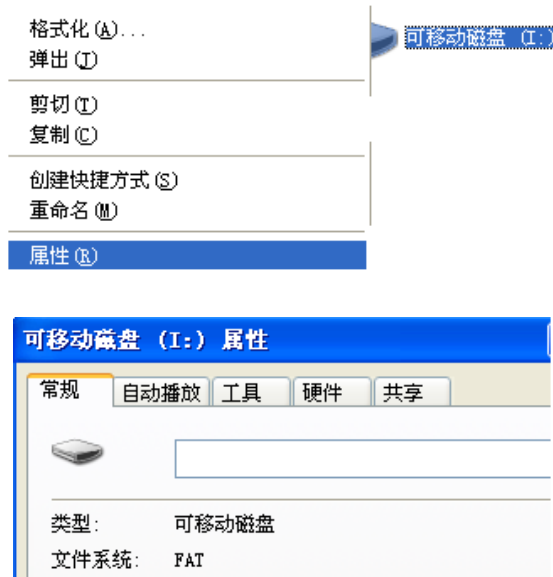 格式化(A)...
弹出(J)
可移动磁盘 (I:)
剪切(T)
复制(C)
创建快捷方式(S)
重命名(M)
属性(R)
可移动磁盘 (I:) 属性
常规 自动播放 工具 硬件 共享
类型: 可移动磁盘
文件系统: FAT